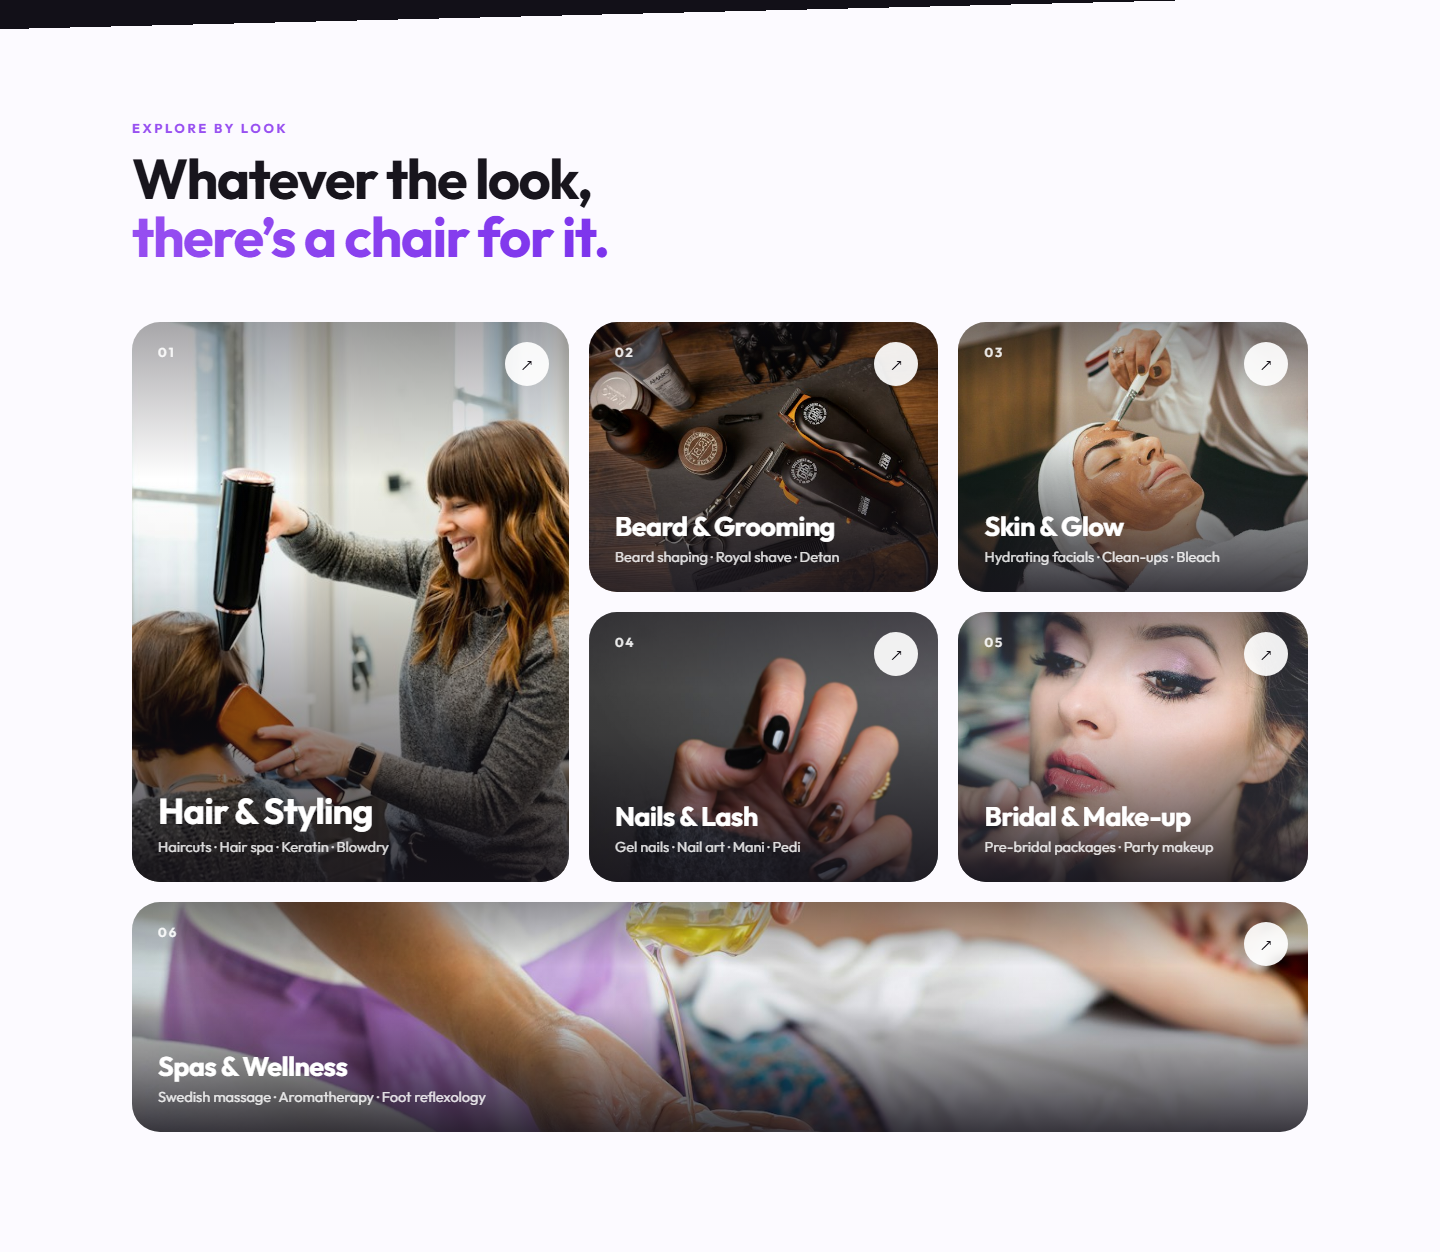 EXPLORE BY LOOK
Whatever the look,
there’s a chair for it.
01
Hair & Styling
Haircuts · Hair spa · Keratin · Blowdry
02
Beard & Grooming
Beard shaping · Royal shave · Detan
03
Skin & Glow
Hydrating facials · Clean-ups · Bleach
04
Nails & Lash
Gel nails · Nail art · Mani · Pedi
05
Bridal & Make-up
Pre-bridal packages · Party makeup
06
Spas & Wellness
Swedish massage · Aromatherapy · Foot reflexology